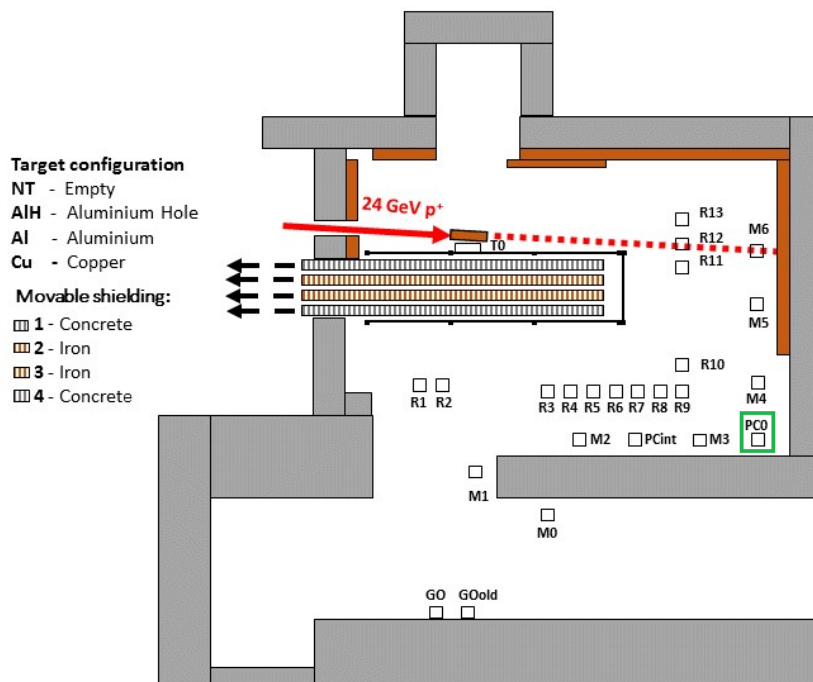 Target configuration
NT - Empty
AlH - Aluminium Hole
Al - Aluminium
Cu - Copper
Movable shielding:
1 - Concrete
2 - Iron
3 - Iron
4 - Concrete
24 GeV p⁺
T0
R13
R12
R11
M6
M5
R10
M4
R1 R2
R3 R4 R5 R6 R7 R8 R9
PC0
M2 PCint M3
M1
M0
GO GOold